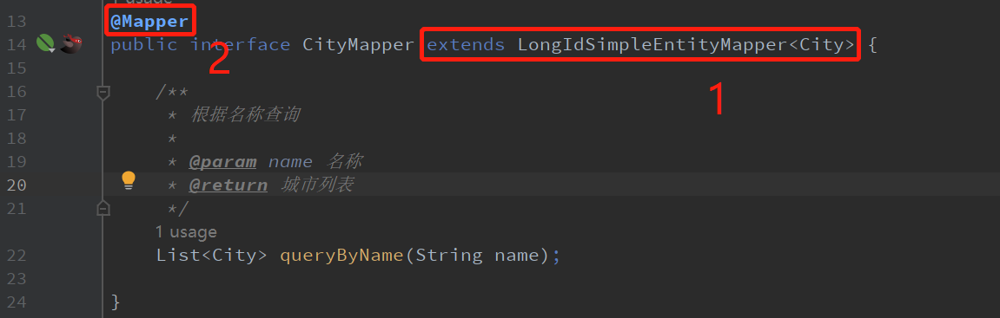 1 usage
13 @Mapper
14 public interface CityMapper extends LongIdSimpleEntityMapper<City> {
2
1
15
16 /**
17 * 根据名称查询
18 *
19 * @param name 名称
20 * @return 城市列表
21 */
1 usage
22 List<City> queryByName(String name);
23
24 }